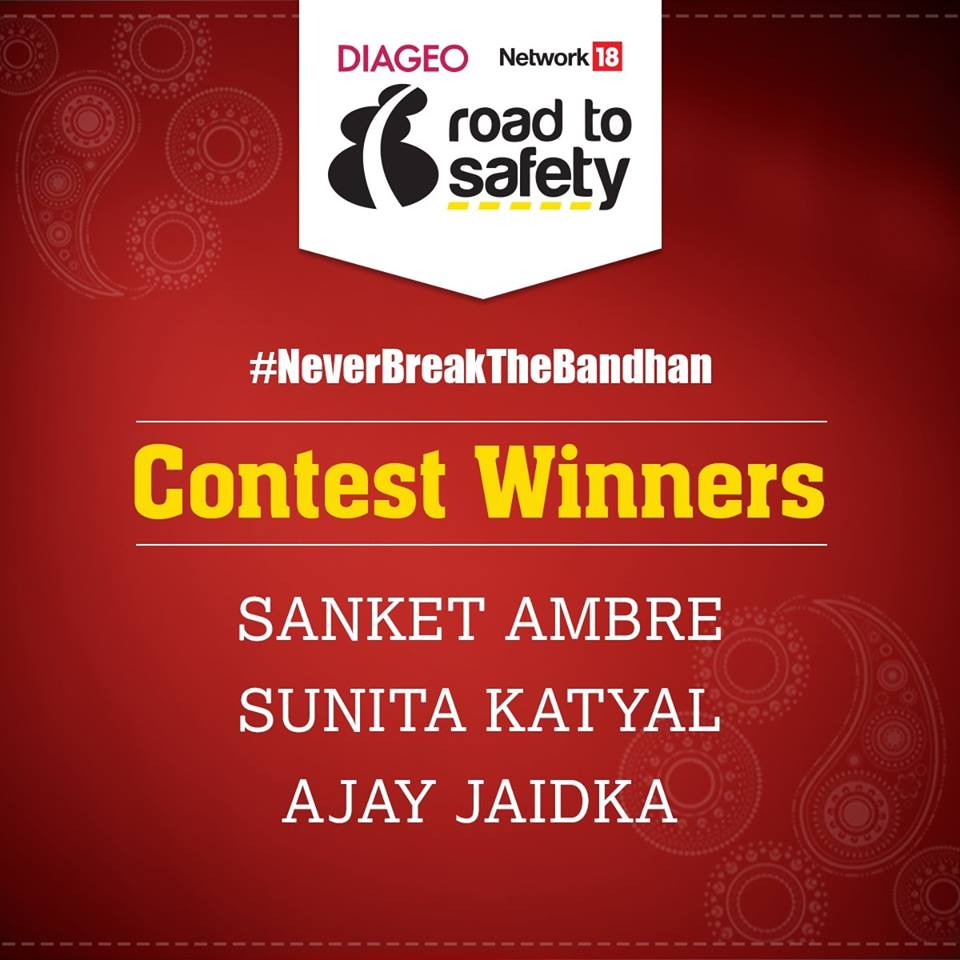 DIAGEO Network 18
road to
safety
#NeverBreakTheBandhan
Contest Winners
SANKET AMBRE
SUNITA KATYAL
AJAY JAIDKA